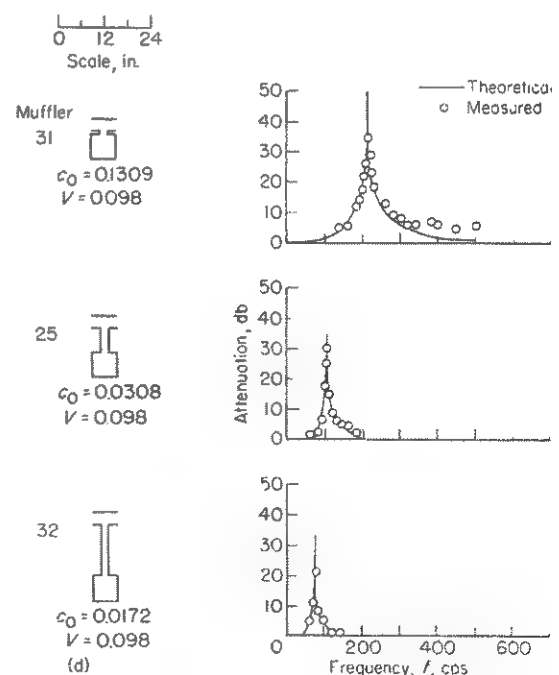 0 12 24
Scale, in.
Muffler
31
c₀ = 0.1309
V = 0.098
50
40
30
20
10
0
Theoretical
Measured
25
c₀ = 0.0308
V = 0.098
Attenuation, db
50
40
30
20
10
0
32
c₀ = 0.0172
V = 0.098
(d)
50
40
30
20
10
0 200 400 600
Frequency, f, cps